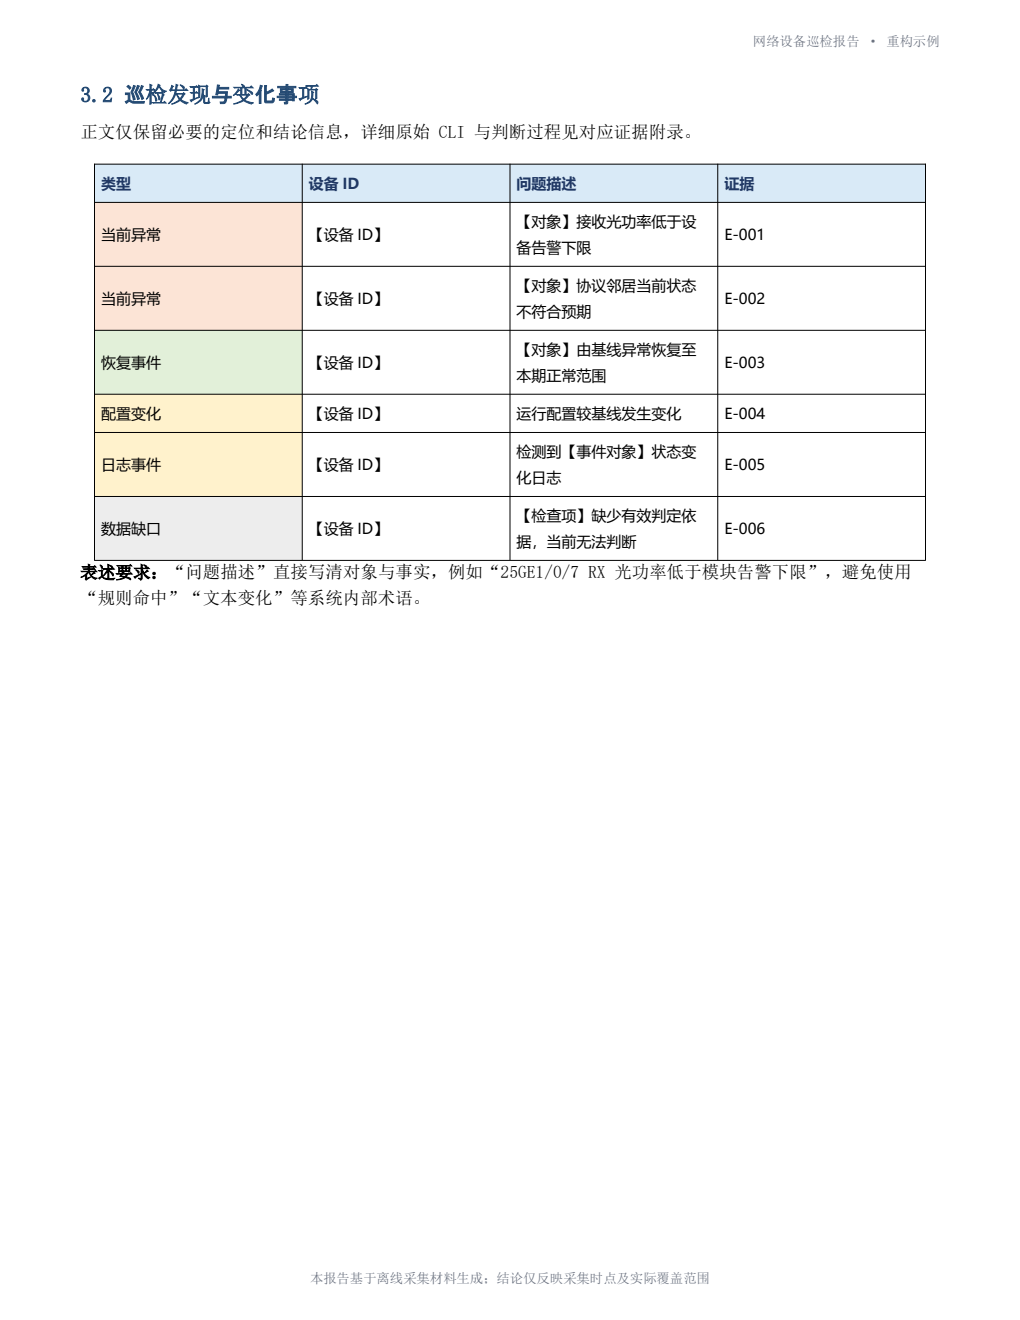 网络设备巡检报告 • 重构示例
3.2 巡检发现与变化事项
正文仅保留必要的定位和结论信息，详细原始 CLI 与判断过程见对应证据附录。
类型 设备 ID 问题描述 证据
当前异常 【设备 ID】 【对象】接收光功率低于设
备告警下限 E-001
当前异常 【设备 ID】 【对象】协议邻居当前状态
不符合预期 E-002
恢复事件 【设备 ID】 【对象】由基线异常恢复至
本期正常范围 E-003
配置变化 【设备 ID】 运行配置较基线发生变化 E-004
日志事件 【设备 ID】 检测到【事件对象】状态变
化日志 E-005
数据缺口 【设备 ID】 【检查项】缺少有效判定依
据，当前无法判断 E-006
表述要求：“问题描述”直接写清对象与事实，例如“25GE1/0/7 RX 光功率低于模块告警下限”，避免使用
“规则命中”“文本变化”等系统内部术语。
本报告基于离线采集材料生成；结论仅反映采集时点及实际覆盖范围